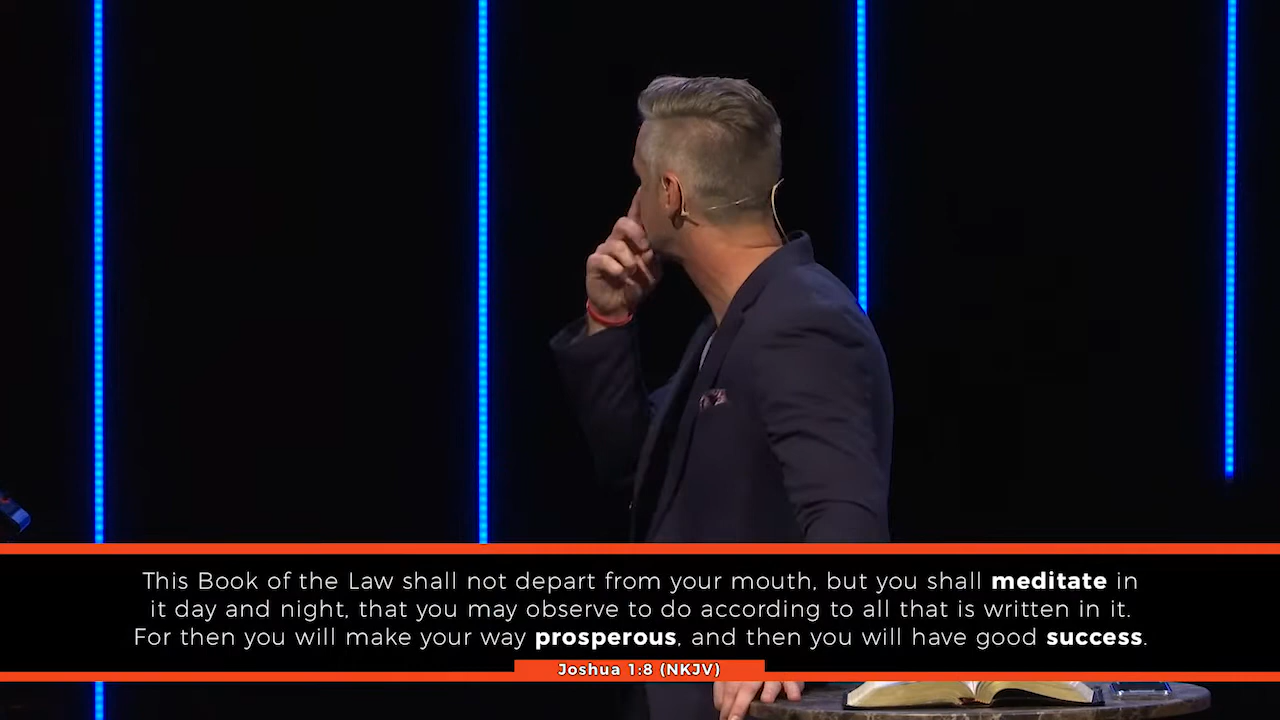 This Book of the Law shall not depart from your mouth, but you shall meditate in
it day and night, that you may observe to do according to all that is written in it.
For then you will make your way prosperous, and then you will have good success.
Joshua 1:8 (NKJV)